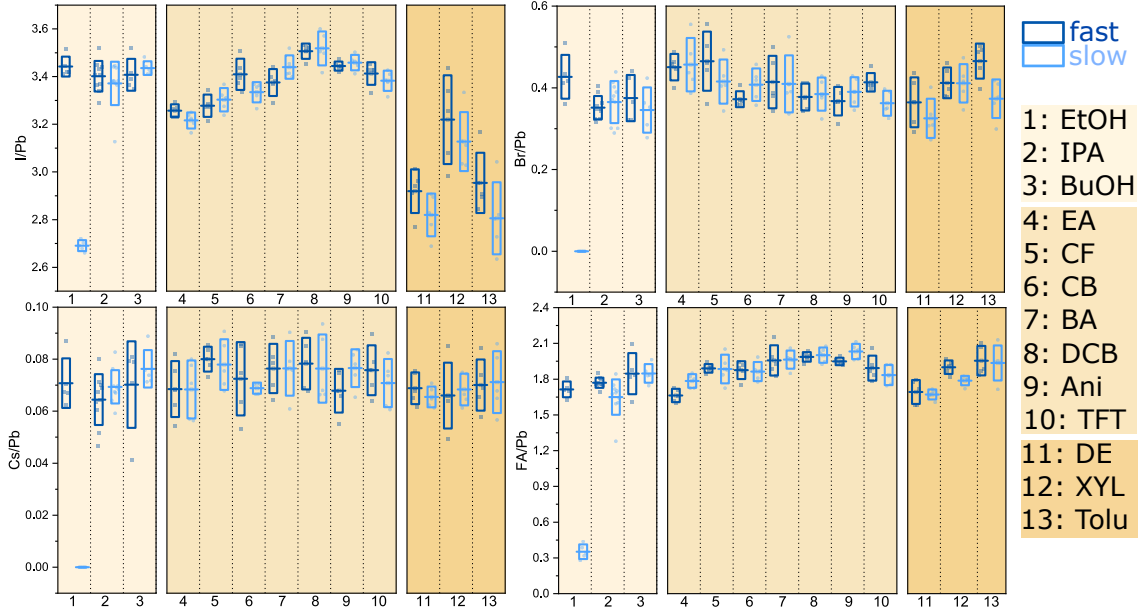 3.6
3.4
3.2
3.0
2.8
2.6
I/Pb
1 2 3 4 5 6 7 8 9 10 11 12 13
0.6
0.4
0.2
0.0
Br/Pb
1 2 3 4 5 6 7 8 9 10 11 12 13
0.10
0.08
0.06
0.04
0.02
0.00
Cs/Pb
1 2 3 4 5 6 7 8 9 10 11 12 13
2.4
2.1
1.8
1.5
1.2
0.9
0.6
0.3
0.0
FA/Pb
1 2 3 4 5 6 7 8 9 10 11 12 13
fast
slow
1: EtOH
2: IPA
3: BuOH
4: EA
5: CF
6: CB
7: BA
8: DCB
9: Ani
10: TFT
11: DE
12: XYL
13: Tolu